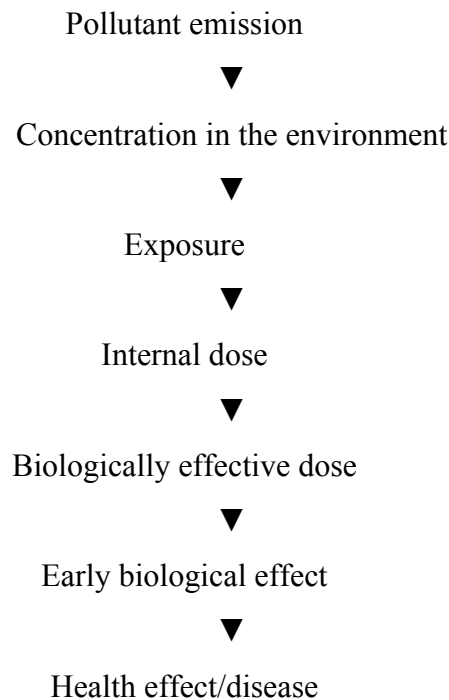 Pollutant emission
▼
Concentration in the environment
▼
Exposure
▼
Internal dose
▼
Biologically effective dose
▼
Early biological effect
▼
Health effect/disease